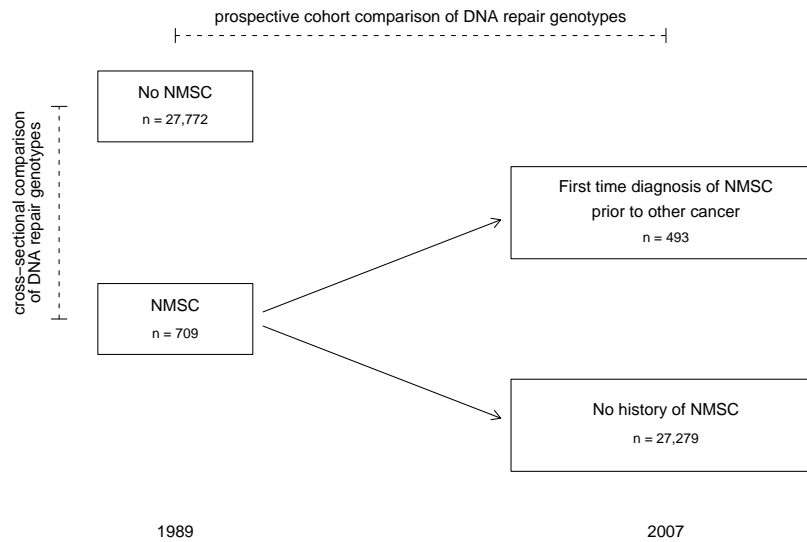 prospective cohort comparison of DNA repair genotypes
cross−sectional comparison
of DNA repair genotypes
No NMSC
n = 27,772
First time diagnosis of NMSC
prior to other cancer
n = 493
NMSC
n = 709
No history of NMSC
n = 27,279
1989
2007